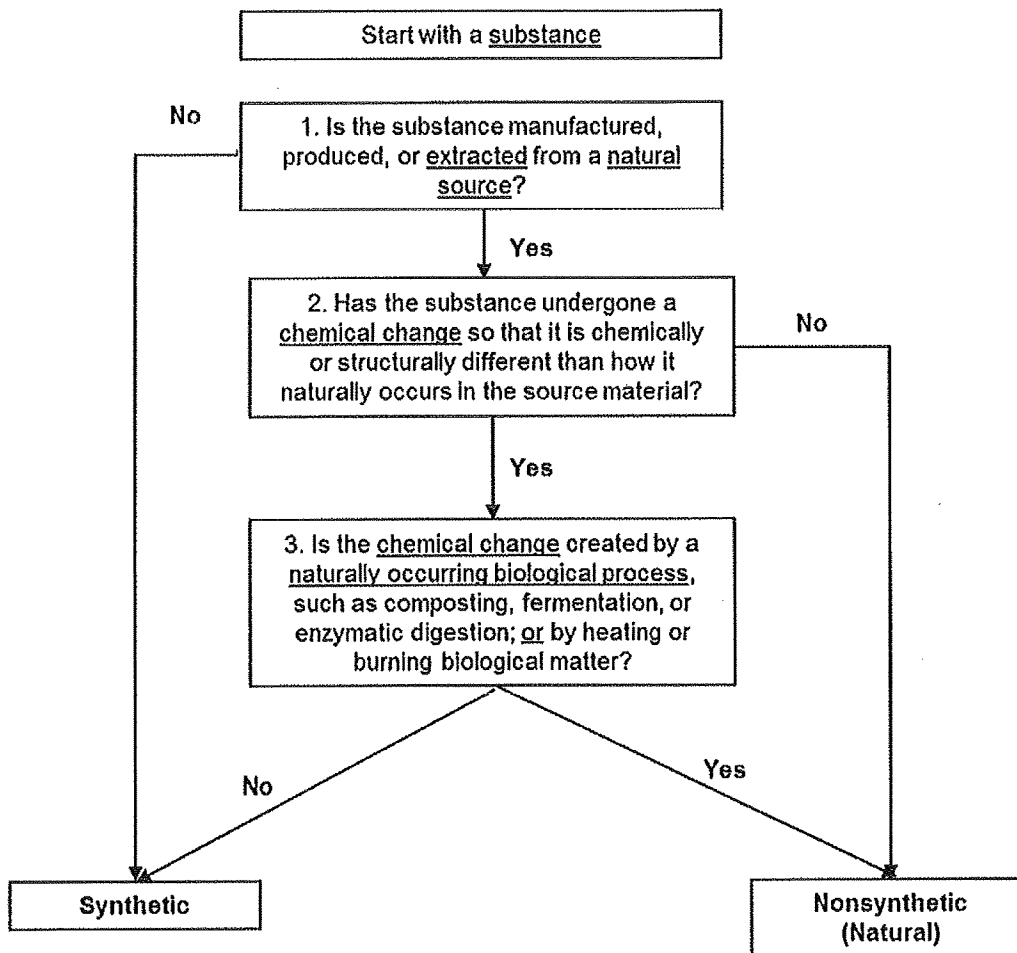 Start with a substance
No
1. Is the substance manufactured,
produced, or extracted from a natural
source?
Yes
2. Has the substance undergone a
chemical change so that it is chemically
or structurally different than how it
naturally occurs in the source material?
No
Yes
3. Is the chemical change created by a
naturally occurring biological process,
such as composting, fermentation, or
enzymatic digestion; or by heating or
burning biological matter?
No
Yes
Synthetic
Nonsynthetic
(Natural)